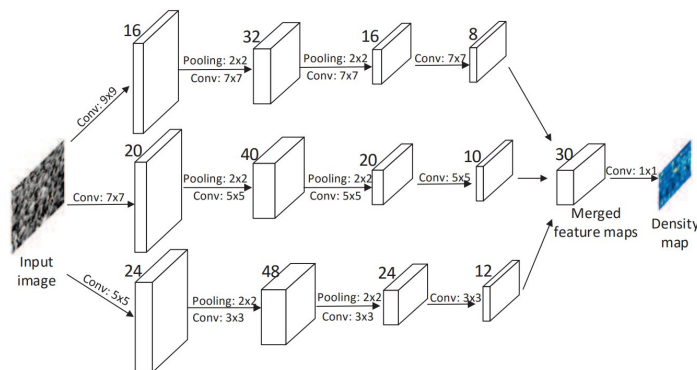 16
Pooling: 2x2
Conv: 7x7
32
Pooling: 2x2
Conv: 7x7
16
Conv: 7x7
8
Conv: 9x9
20
Pooling: 2x2
Conv: 5x5
40
Pooling: 2x2
Conv: 5x5
20
Conv: 5x5
10
30
Conv: 1x1
Conv: 7x7
Merged
feature maps
Density
map
Input
image
Conv: 5x5
24
Pooling: 2x2
Conv: 3x3
48
Pooling: 2x2
Conv: 3x3
24
Conv: 3x3
12